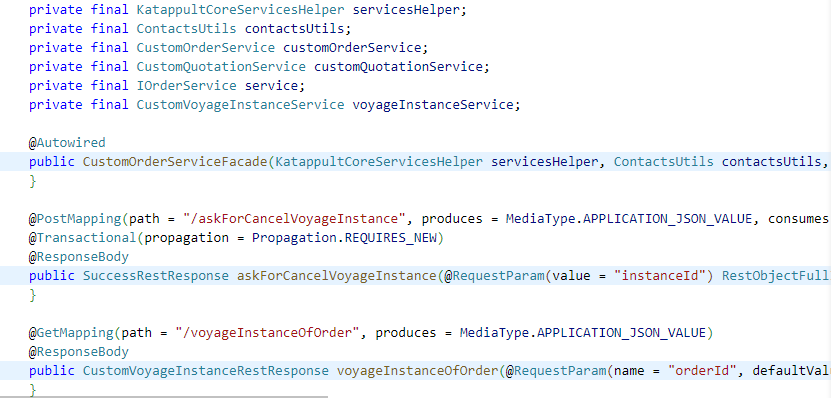 private final KatappultCoreServicesHelper servicesHelper;
private final ContactsUtils contactsUtils;
private final CustomOrderService customOrderService;
private final CustomQuotationService customQuotationService;
private final IOrderService service;
private final CustomVoyageInstanceService voyageInstanceService;
@Autowired
public CustomOrderServiceFacade(KatappultCoreServicesHelper servicesHelper, ContactsUtils contactsUtils,
}
@PostMapping(path = "/askForCancelVoyageInstance", produces = MediaType.APPLICATION_JSON_VALUE, consumes
@Transactional(propagation = Propagation.REQUIRES_NEW)
@ResponseBody
public SuccessRestResponse askForCancelVoyageInstance(@RequestParam(value = "instanceId") RestObjectFull
}
@GetMapping(path = "/voyageInstanceOfOrder", produces = MediaType.APPLICATION_JSON_VALUE)
@ResponseBody
public CustomVoyageInstanceRestResponse voyageInstanceOfOrder(@RequestParam(name = "orderId", defaultVal
}